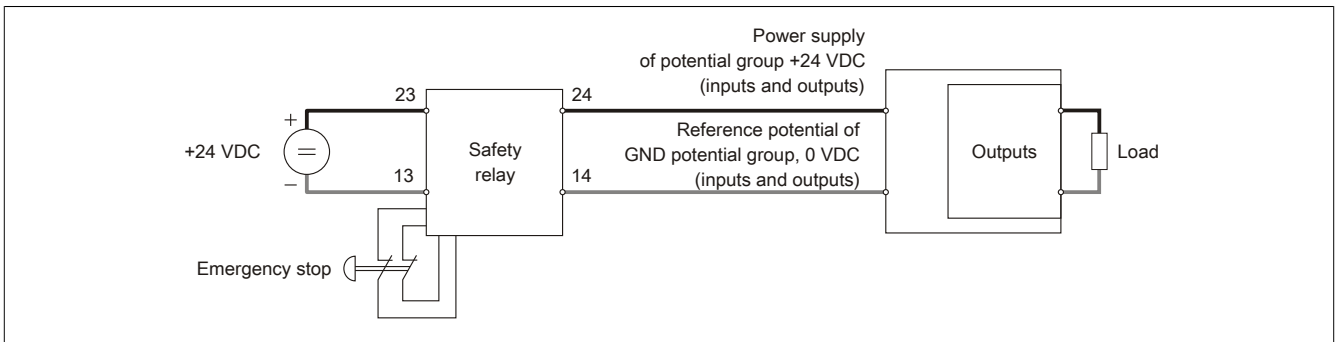 Power supply
of potential group +24 VDC
(inputs and outputs)
23
24
+
Reference potential of
GND potential group, 0 VDC
(inputs and outputs)
+24 VDC
Safety
relay
Outputs
Load
−
13
14
Emergency stop